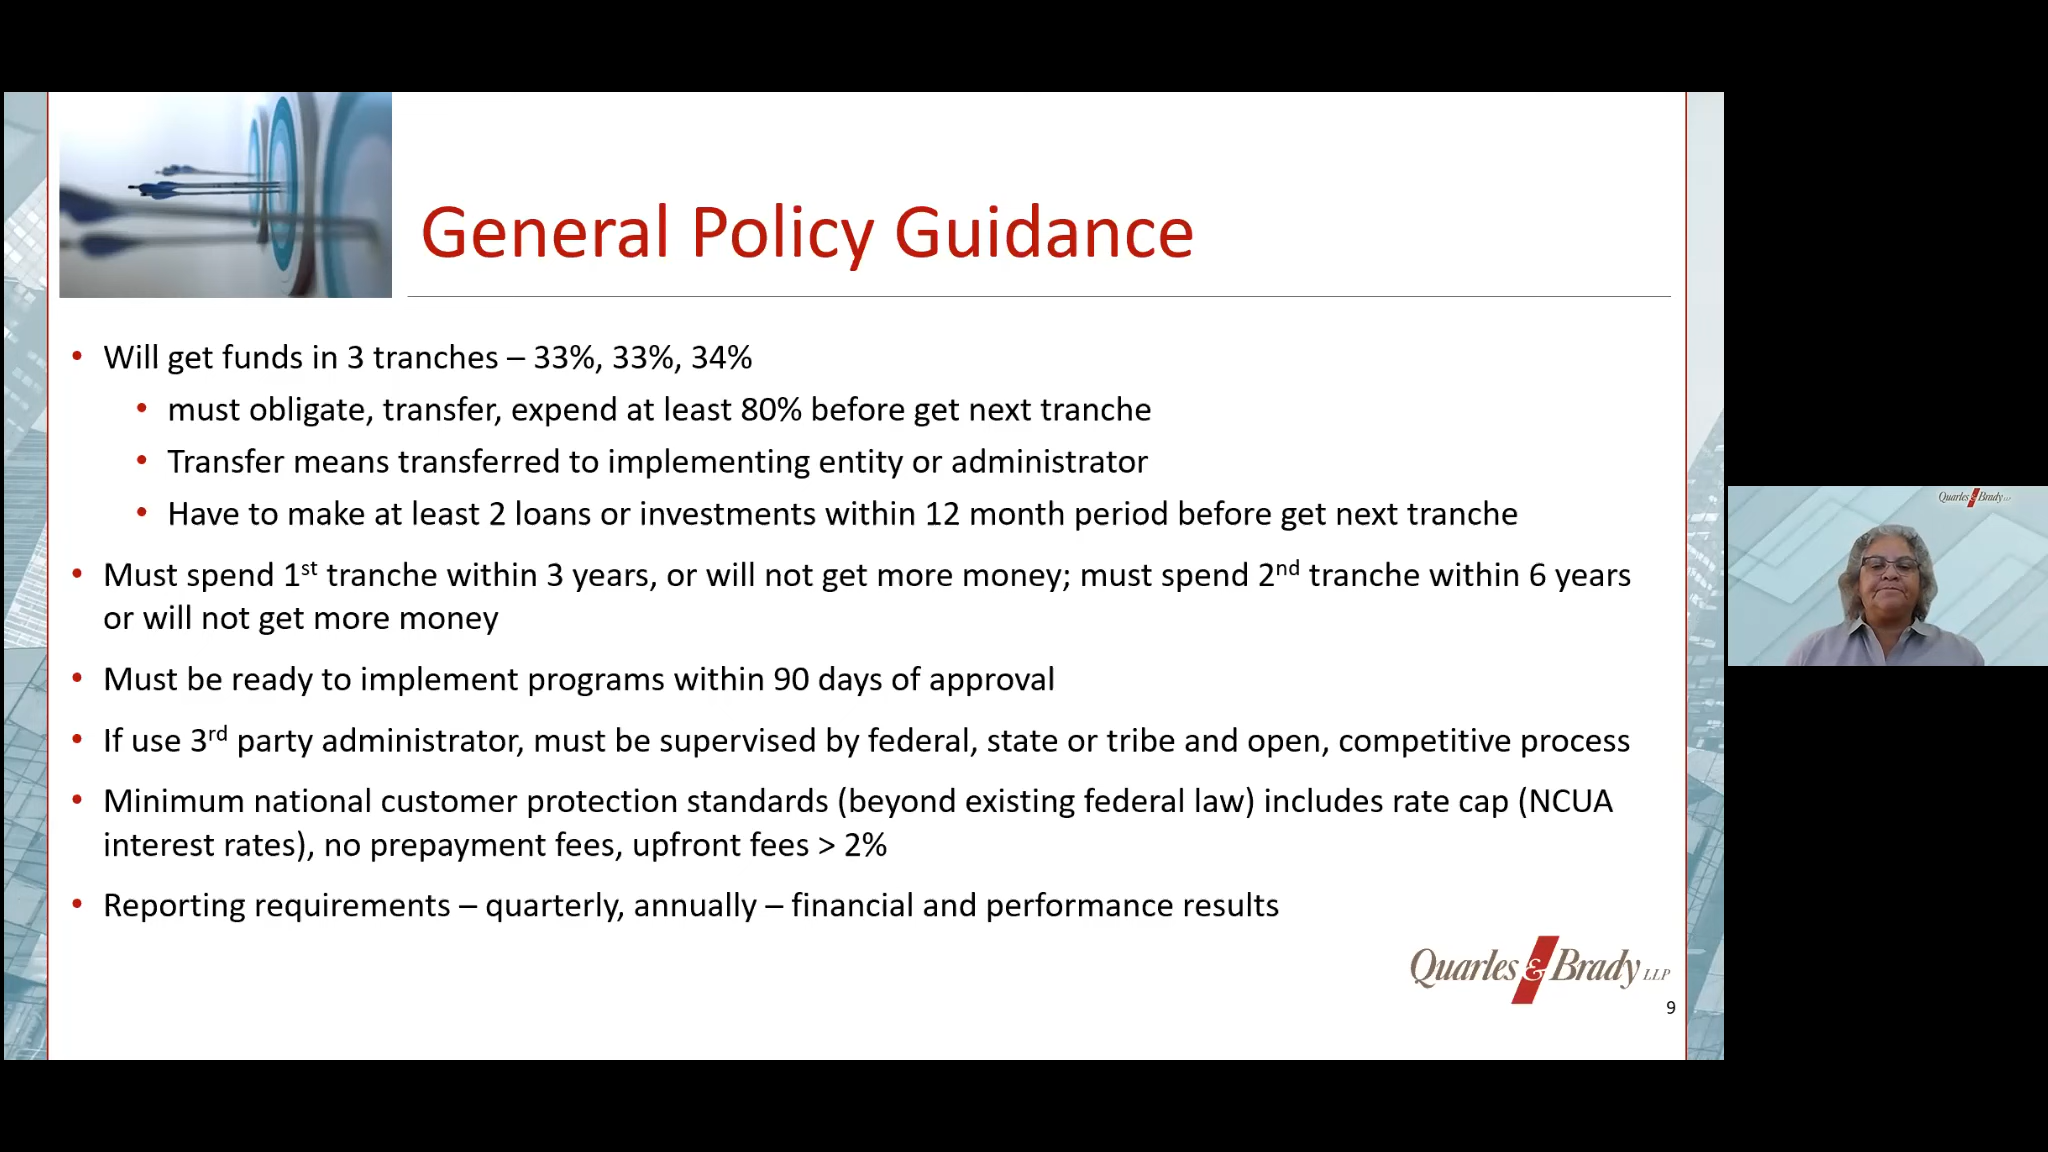 General Policy Guidance
• Will get funds in 3 tranches – 33%, 33%, 34%
• must obligate, transfer, expend at least 80% before get next tranche
• Transfer means transferred to implementing entity or administrator
• Have to make at least 2 loans or investments within 12 month period before get next tranche
• Must spend 1st tranche within 3 years, or will not get more money; must spend 2nd tranche within 6 years
or will not get more money
• Must be ready to implement programs within 90 days of approval
• If use 3rd party administrator, must be supervised by federal, state or tribe and open, competitive process
• Minimum national customer protection standards (beyond existing federal law) includes rate cap (NCUA
interest rates), no prepayment fees, upfront fees > 2%
• Reporting requirements – quarterly, annually – financial and performance results
Quarles & Brady LLP
9
Quarles & Brady LLP